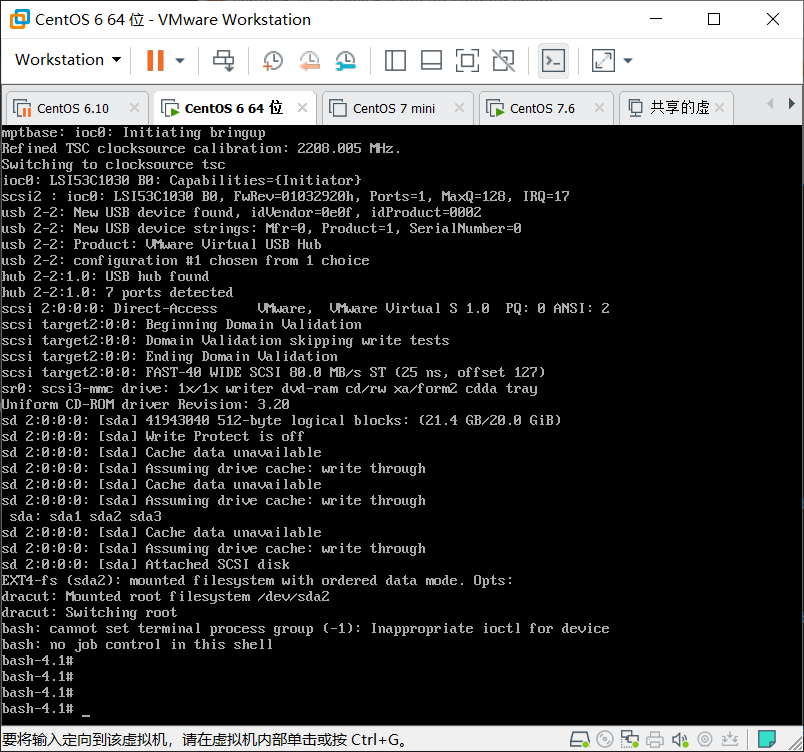 CentOS 6 64 位 - VMware Workstation
Workstation
CentOS 6.10
CentOS 6 64 位
CentOS 7 mini
CentOS 7.6
共享的虚
mptbase: ioc0: Initiating bringup
Refined TSC clocksource calibration: 2208.005 MHz.
Switching to clocksource tsc
ioc0: LSI53C1030 B0: Capabilities={Initiator}
scsi2 : ioc0: LSI53C1030 B0, FwRev=01032920h, Ports=1, MaxQ=128, IRQ=17
usb 2-2: New USB device found, idVendor=0e0f, idProduct=0002
usb 2-2: New USB device strings: Mfr=0, Product=1, SerialNumber=0
usb 2-2: Product: VMware Virtual USB Hub
usb 2-2: configuration #1 chosen from 1 choice
hub 2-2:1.0: USB hub found
hub 2-2:1.0: 7 ports detected
scsi 2:0:0:0: Direct-Access     VMware,  VMware Virtual S 1.0  PQ: 0 ANSI: 2
scsi target2:0:0: Beginning Domain Validation
scsi target2:0:0: Domain Validation skipping write tests
scsi target2:0:0: Ending Domain Validation
scsi target2:0:0: FAST-40 WIDE SCSI 80.0 MB/s ST (25 ns, offset 127)
sr0: scsi3-mmc drive: 1x/1x writer dvd-ram cd/rw xa/form2 cdda tray
Uniform CD-ROM driver Revision: 3.20
sd 2:0:0:0: [sda] 41943040 512-byte logical blocks: (21.4 GB/20.0 GiB)
sd 2:0:0:0: [sda] Write Protect is off
sd 2:0:0:0: [sda] Cache data unavailable
sd 2:0:0:0: [sda] Assuming drive cache: write through
sd 2:0:0:0: [sda] Cache data unavailable
sd 2:0:0:0: [sda] Assuming drive cache: write through
 sda: sda1 sda2 sda3
sd 2:0:0:0: [sda] Cache data unavailable
sd 2:0:0:0: [sda] Assuming drive cache: write through
sd 2:0:0:0: [sda] Attached SCSI disk
EXT4-fs (sda2): mounted filesystem with ordered data mode. Opts:
dracut: Mounted root filesystem /dev/sda2
dracut: Switching root
bash: cannot set terminal process group (-1): Inappropriate ioctl for device
bash: no job control in this shell
bash-4.1#
bash-4.1#
bash-4.1#
bash-4.1# _
要将输入定向到该虚拟机，请在虚拟机内部单击或按 Ctrl+G。